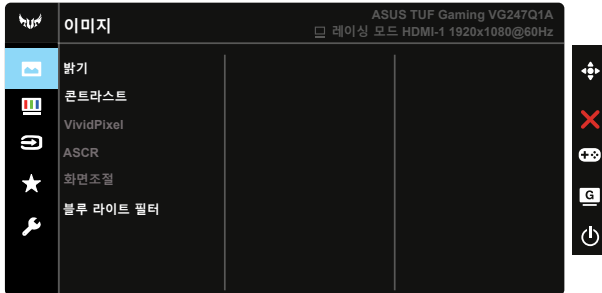 이미지
ASUS TUF Gaming VG247Q1A
레이싱 모드 HDMI-1 1920x1080@60Hz
밝기
콘트라스트
VividPixel
ASCR
화면조절
블루 라이트 필터
G